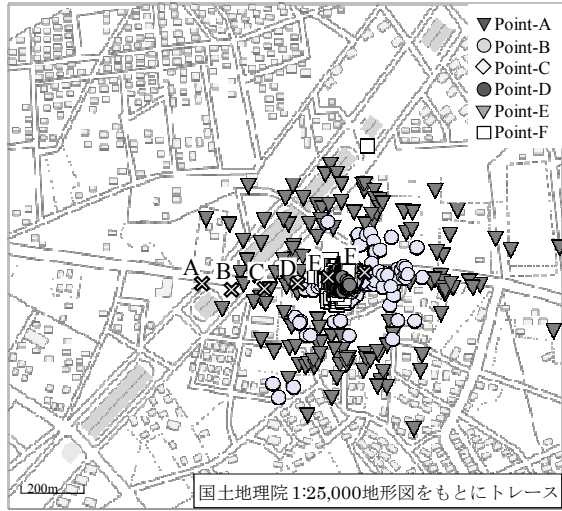 Point-A
Point-B
Point-C
Point-D
Point-E
Point-F
A B C D E F
200m
国土地理院 1:25,000地形図をもとにトレース